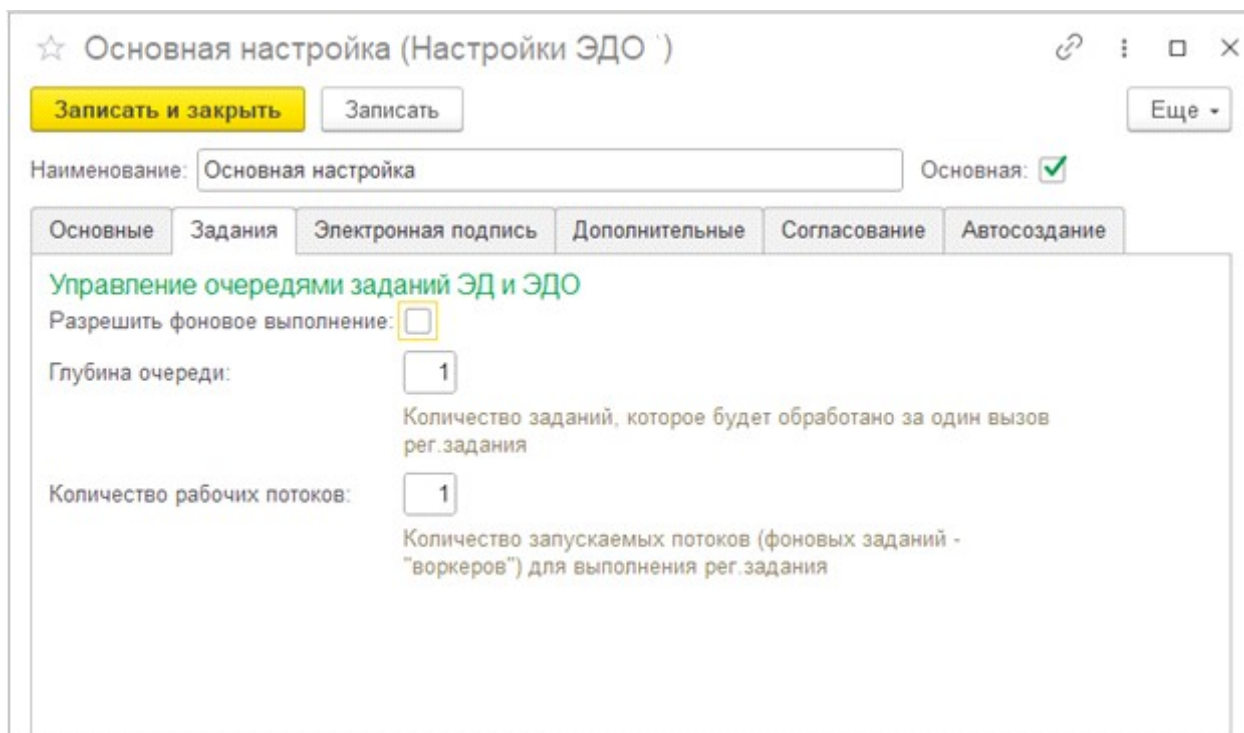 Основная настройка (Настройки ЭДО ')
Записать и закрыть Записать Еще
Наименование: Основная настройка Основная:
Основные Задания Электронная подпись Дополнительные Согласование Автосоздание
Управление очередями заданий ЭД и ЭДО
Разрешить фоновое выполнение:
Глубина очереди: 1
Количество заданий, которое будет обработано за один вызов
рег.задания
Количество рабочих потоков: 1
Количество запускаемых потоков (фоновых заданий -
"воркеров") для выполнения рег.задания